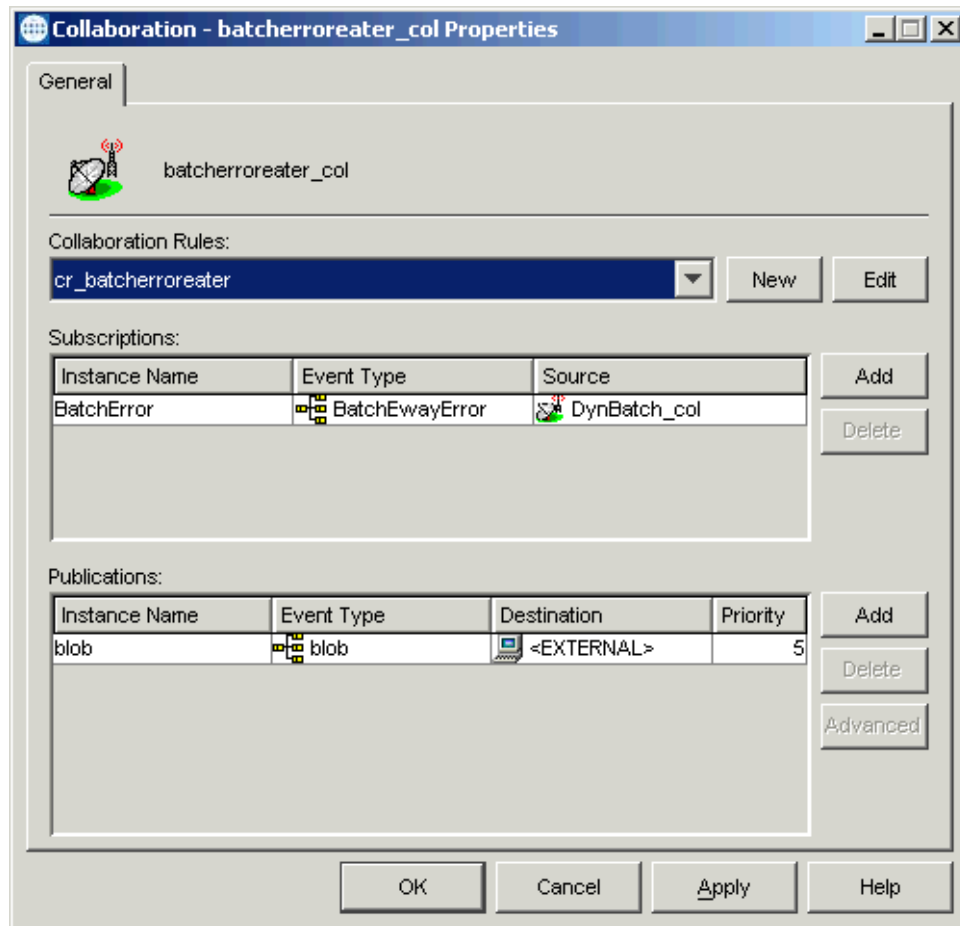 Collaboration - batcherroreater_col Properties
General
batcherroreater_col
Collaboration Rules:
cr_batcherroreater New Edit
Subscriptions:
Instance Name Event Type Source Add
BatchError BatchEwayError DynBatch_col
Delete
Publications:
Instance Name Event Type Destination Priority Add
blob blob <EXTERNAL> 5
Delete
Advanced
OK Cancel Apply Help